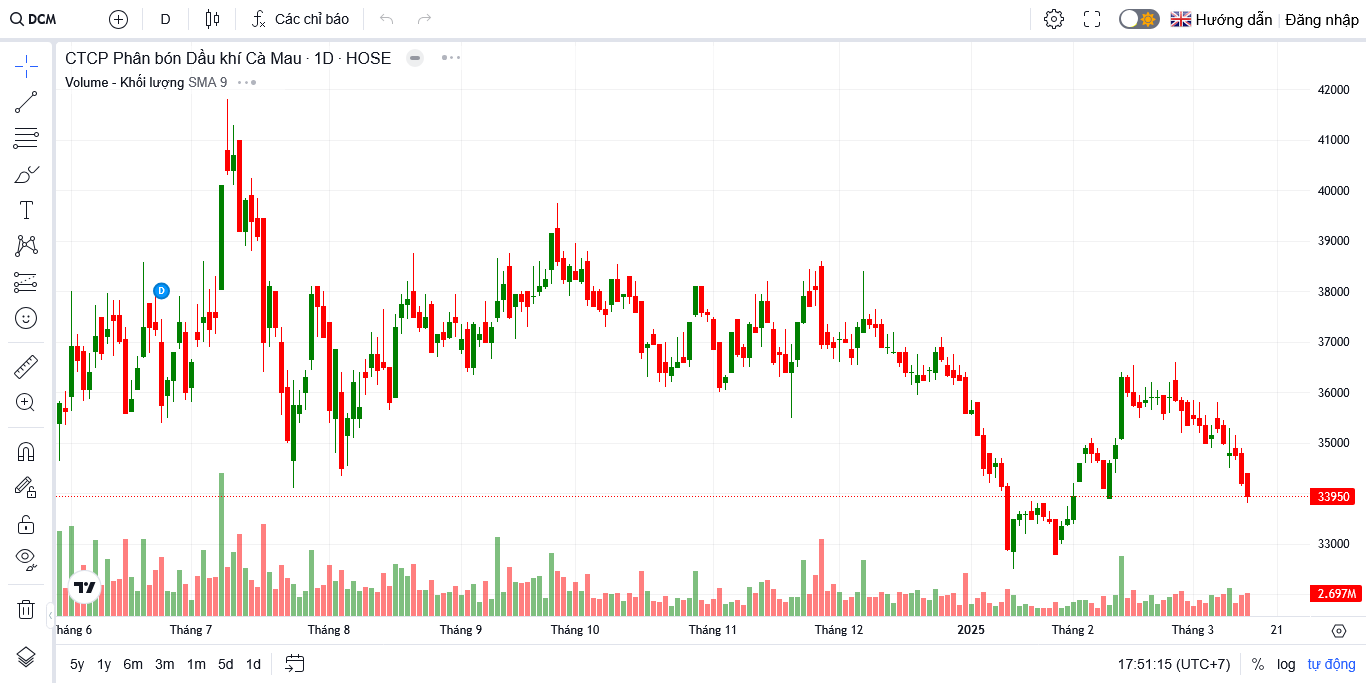 DCM D Các chỉ báo Hướng dẫn Đăng nhập
CTCP Phân bón Dầu khí Cà Mau · 1D · HOSE
Volume - Khối lượng SMA 9
42000
41000
40000
39000
D
38000
37000
36000
35000
33950
33000
2.697M
háng 6 Tháng 7 Tháng 8 Tháng 9 Tháng 10 Tháng 11 Tháng 12 2025 Tháng 2 Tháng 3 21
5y 1y 6m 3m 1m 5d 1d 17:51:15 (UTC+7) % log tự động